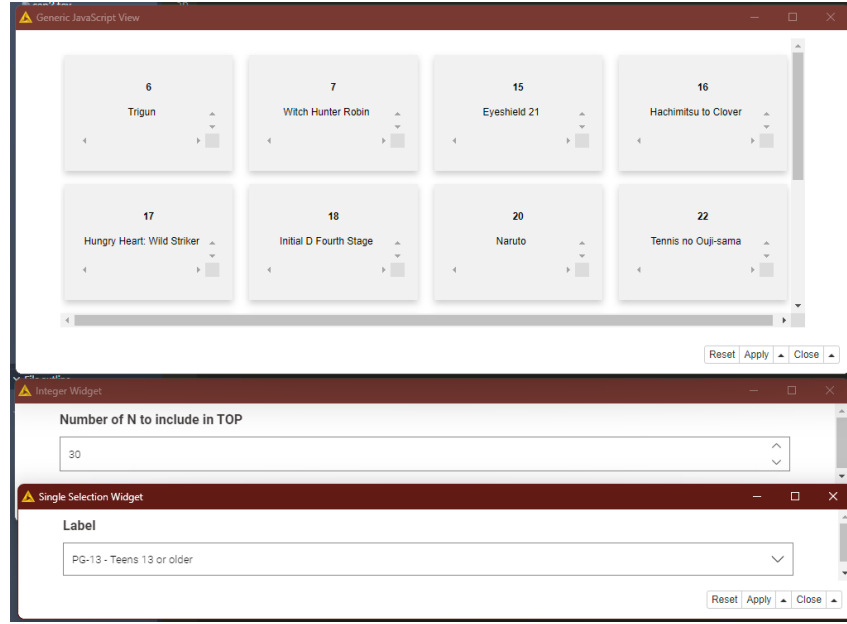 Generic JavaScript View
6
Trigun
7
Witch Hunter Robin
15
Eyeshield 21
16
Hachimitsu to Clover
17
Hungry Heart: Wild Striker
18
Initial D Fourth Stage
20
Naruto
22
Tennis no Ouji-sama
Reset Apply Close
Integer Widget
Number of N to include in TOP
30
Single Selection Widget
Label
PG-13 - Teens 13 or older
Reset Apply Close